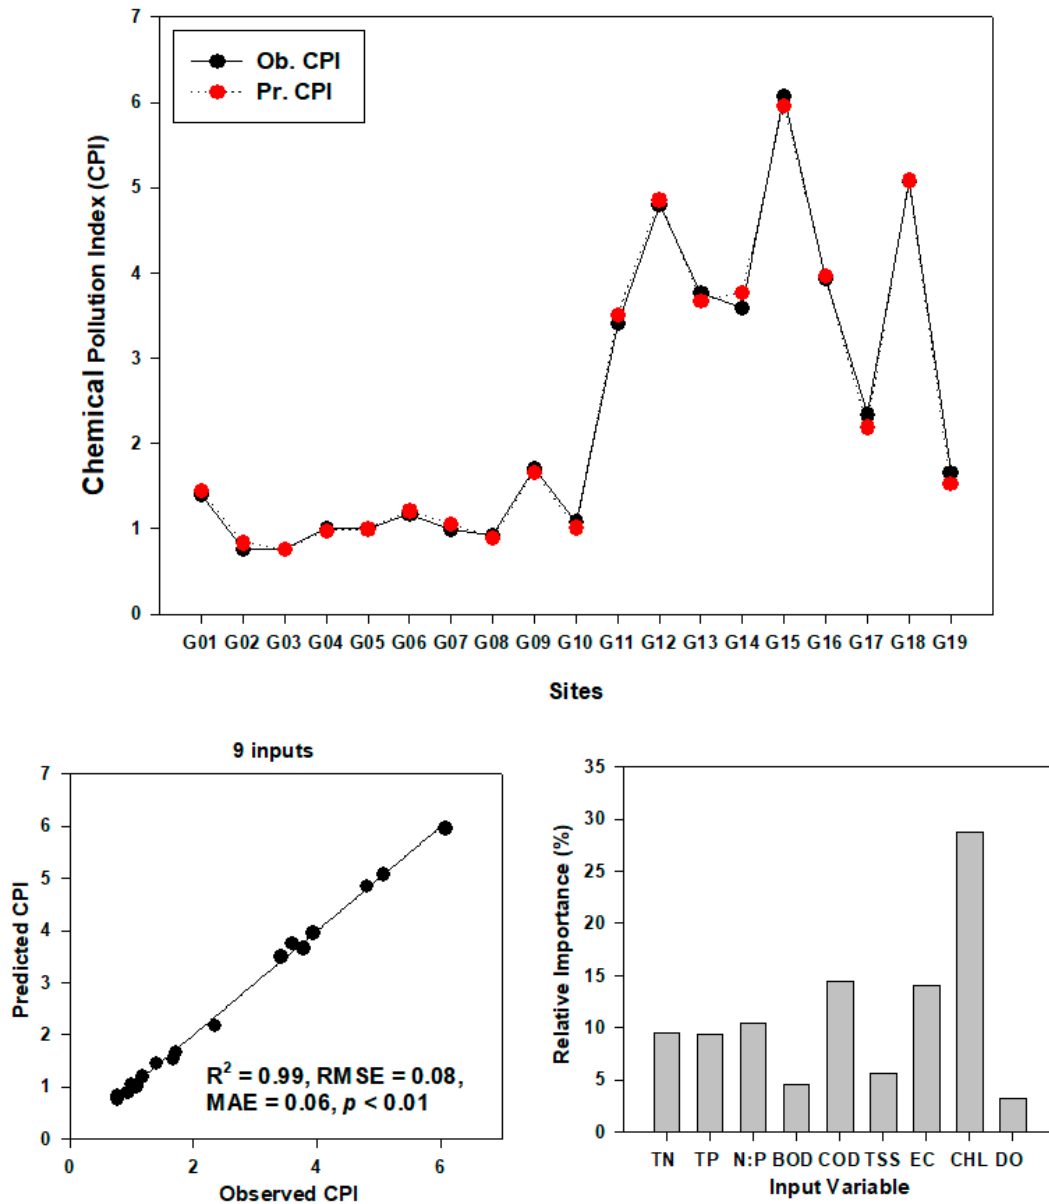 7
Ob. CPI
Pr. CPI
6
5
4
3
2
1
0
Chemical Pollution Index (CPI)
G01 G02 G03 G04 G05 G06 G07 G08 G09 G10 G11 G12 G13 G14 G15 G16 G17 G18 G19
Sites
9 inputs
7
6
5
4
3
2
1
0
Predicted CPI
R² = 0.99, RMSE = 0.08,
MAE = 0.06, p < 0.01
0 2 4 6
Observed CPI
35
30
25
20
15
10
5
0
Relative Importance (%)
TN TP N:P BOD COD TSS EC CHL DO
Input Variable